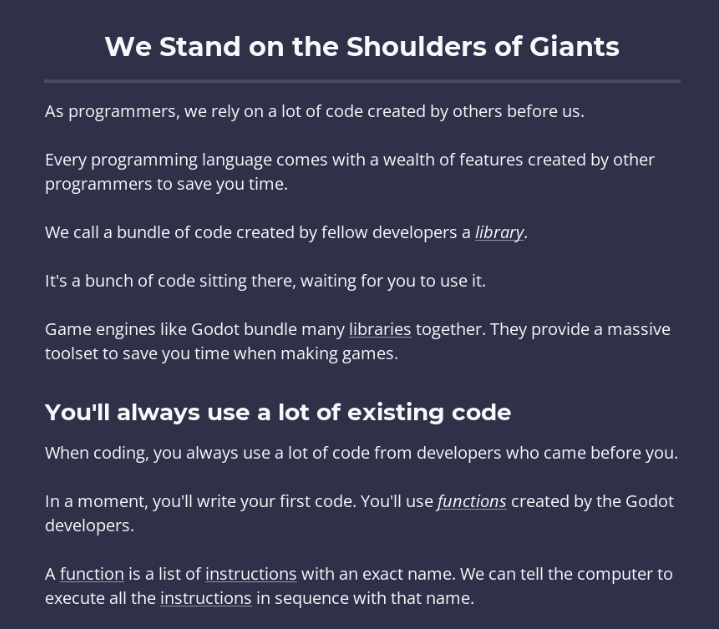 We Stand on the Shoulders of Giants
As programmers, we rely on a lot of code created by others before us.
Every programming language comes with a wealth of features created by other
programmers to save you time.
We call a bundle of code created by fellow developers a library.
It's a bunch of code sitting there, waiting for you to use it.
Game engines like Godot bundle many libraries together. They provide a massive
toolset to save you time when making games.
You'll always use a lot of existing code
When coding, you always use a lot of code from developers who came before you.
In a moment, you'll write your first code. You'll use functions created by the Godot
developers.
A function is a list of instructions with an exact name. We can tell the computer to
execute all the instructions in sequence with that name.